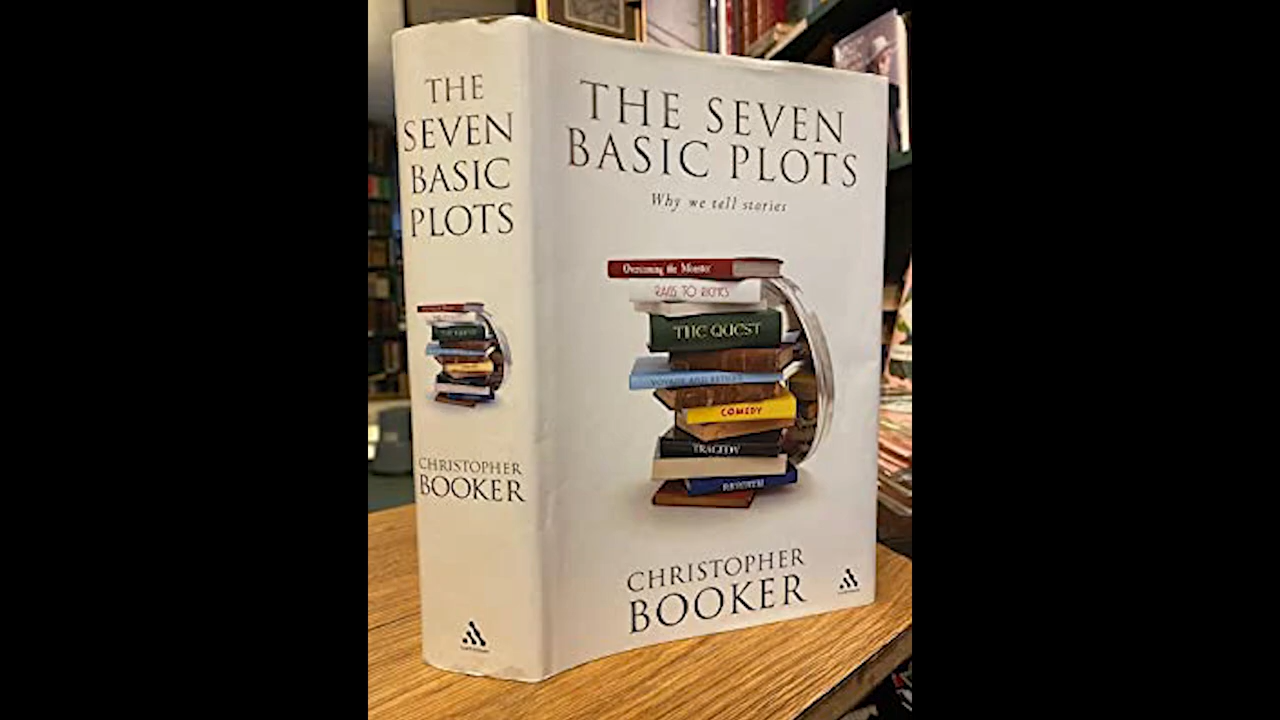 THE
SEVEN
BASIC
PLOTS
CHRISTOPHER
BOOKER
THE SEVEN
BASIC PLOTS
Why we tell stories
Overcoming the Monster
RAGS TO RICHES
THE QUEST
VOYAGE AND RETURN
COMEDY
TRAGEDY
REBIRTH
CHRISTOPHER
BOOKER